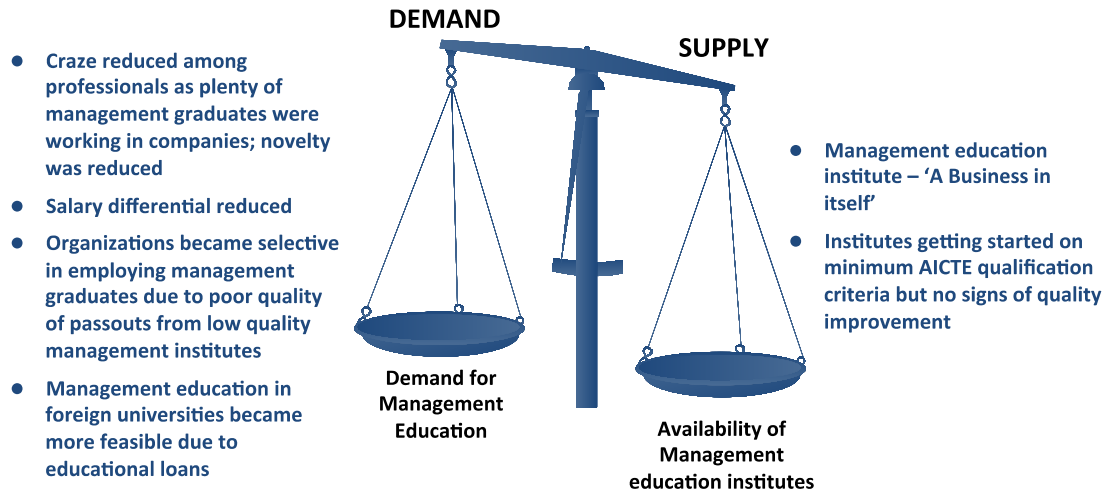 DEMAND
SUPPLY
● Craze reduced among
professionals as plenty of
management graduates were
working in companies; novelty
was reduced
● Salary differential reduced
● Organizations became selective
in employing management
graduates due to poor quality
of passouts from low quality
management institutes
● Management education in
foreign universities became
more feasible due to
educational loans
Demand for
Management
Education
● Management education
institute – ‘A Business in
itself’
● Institutes getting started on
minimum AICTE qualification
criteria but no signs of quality
improvement
Availability of
Management
education institutes